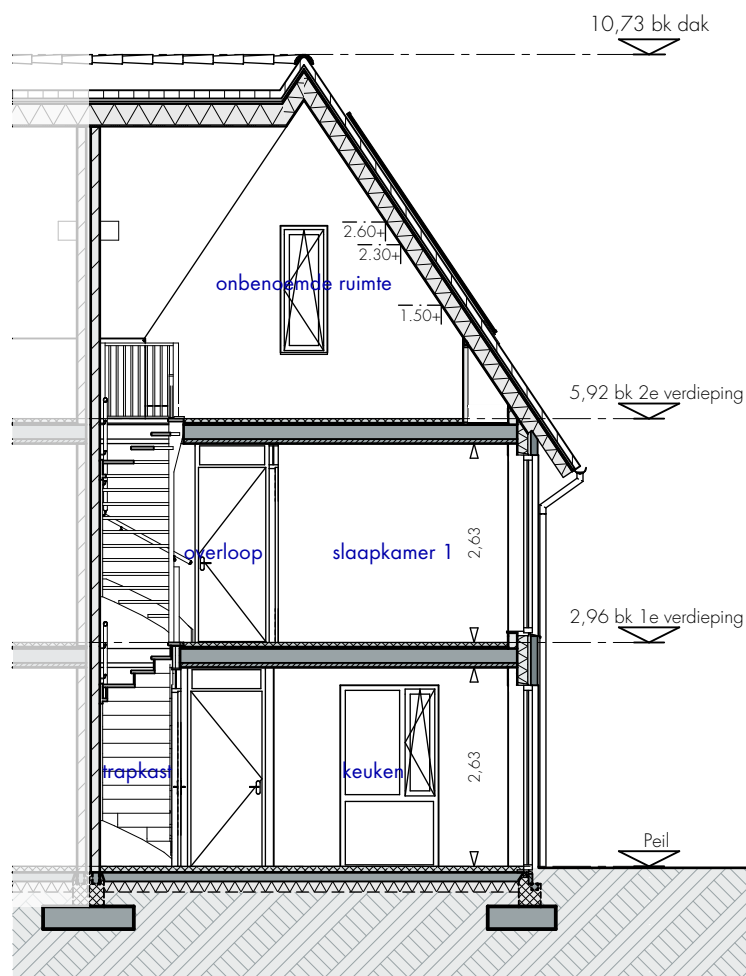 10,73 bk dak
2.60+
2.30+
onbenoemde ruimte
1.50+
5,92 bk 2e verdieping
overloop
slaapkamer 1
2,63
2,96 bk 1e verdieping
trapkast
keuken
2,63
Peil